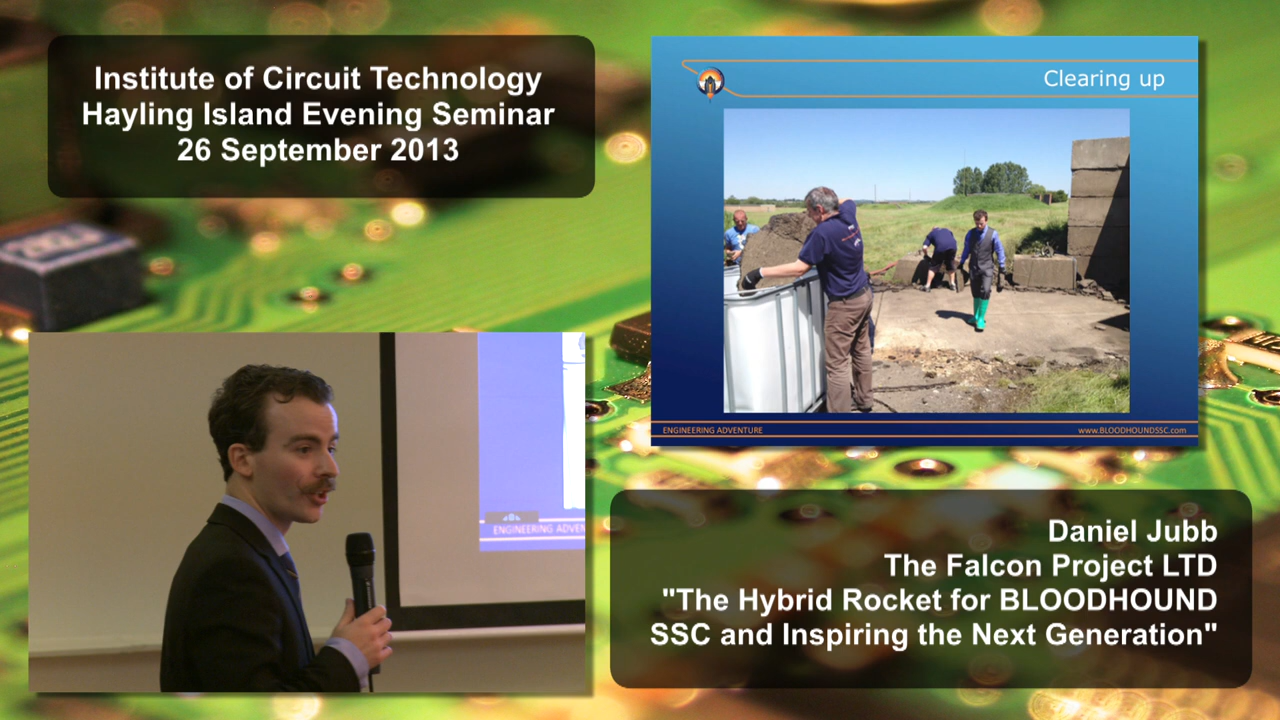 Institute of Circuit Technology
Hayling Island Evening Seminar
26 September 2013
Clearing up
ENGINEERING ADVENTURE
www.BLOODHOUNDSSC.com
ENGINEERING ADVEN
Daniel Jubb
The Falcon Project LTD
"The Hybrid Rocket for BLOODHOUND
SSC and Inspiring the Next Generation"